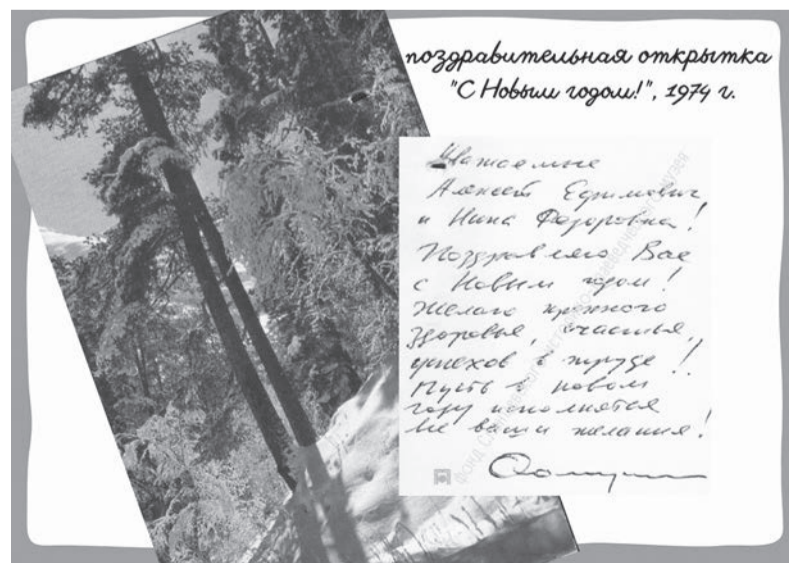 поздравительная открытка
"С Новым годом!", 1974 г.
Уважаемые
Алексей Ефимович
и Нина Федоровна!
Поздравляю Вас
с Новым годом!
Желаю крепкого
здоровья, счастья,
успехов в труде!
Пусть в новом
году исполнятся
все ваши желания!